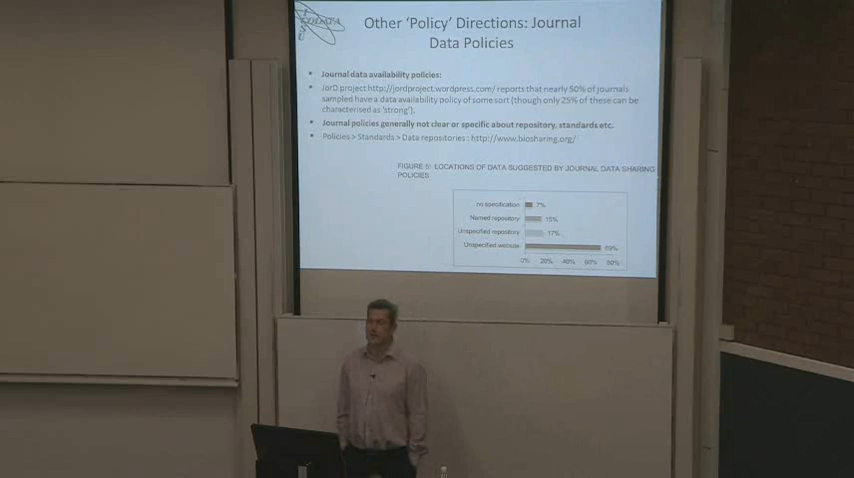 CODATA
Other 'Policy' Directions: Journal
Data Policies
• Journal data availability policies:
• JorD project http://jordproject.wordpress.com/ reports that nearly 50% of journals
sampled have a data availability policy of some sort (though only 25% of these can be
characterised as 'strong').
• Journal policies generally not clear or specific about repository, standards etc.
• Policies > Standards > Data repositories : http://www.biosharing.org/
FIGURE 5: LOCATIONS OF DATA SUGGESTED BY JOURNAL DATA SHARING
POLICIES
no specification 7%
Named repository 15%
Unspecified repository 17%
Unspecified website 69%
0% 20% 40% 60% 80%